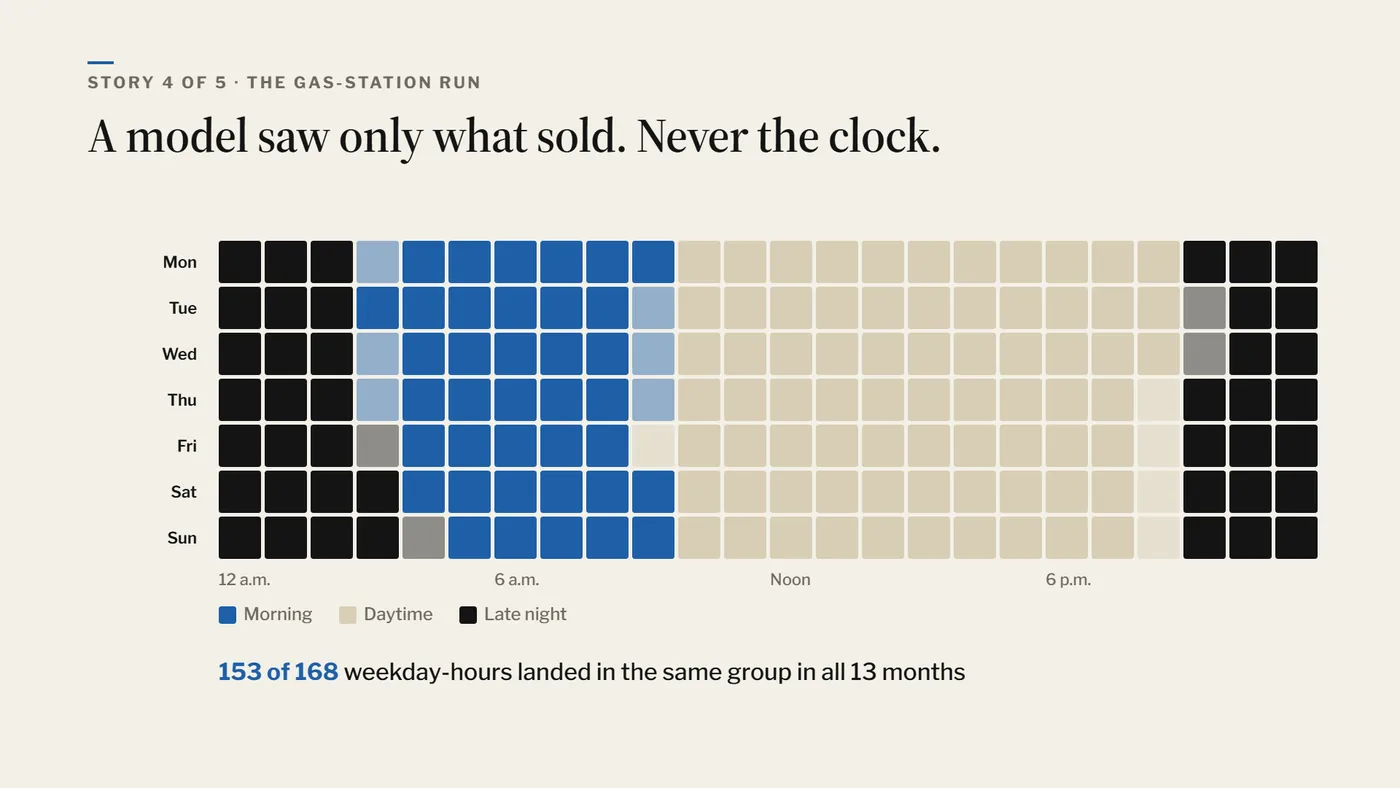 STORY 4 OF 5 · THE GAS-STATION RUN
A model saw only what sold. Never the clock.
Mon
Tue
Wed
Thu
Fri
Sat
Sun
12 a.m. 6 a.m. Noon 6 p.m.
Morning Daytime Late night
153 of 168 weekday-hours landed in the same group in all 13 months